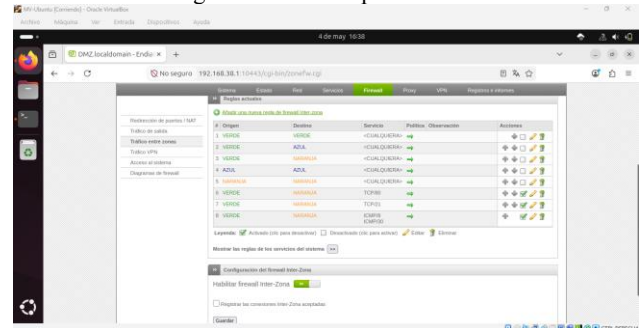 MV-Ubuntu [Corriendo] - Oracle VirtualBox
Archivo Máquina Ver Entrada Dispositivos Ayuda
4 de may 16:38
DMZ.localdomain - Endia
No seguro 192.168.38.1:10443/cgi-bin/zonefw.cgi
Sistema Estado Red Servicios Firewall Proxy VPN Registros e informes
Redirección de puertos / NAT
Tráfico de salida
Tráfico entre zonas
Tráfico VPN
Acceso al sistema
Diagramas de firewall
Reglas actuales
Añadir una nueva regla de firewall inter-zona
# Origen Destino Servicio Política Observación Acciones
1 VERDE VERDE <CUALQUIERA>
2 VERDE AZUL <CUALQUIERA>
3 VERDE NARANJA <CUALQUIERA>
4 AZUL AZUL <CUALQUIERA>
5 NARANJA NARANJA <CUALQUIERA>
6 VERDE NARANJA TCP/80
7 VERDE NARANJA TCP/21
8 VERDE NARANJA ICMP/8
ICMP/30
Leyenda: Activado (clic para desactivar) Desactivado (clic para activar) Editar Eliminar
Mostrar las reglas de los servicios del sistema >>
Configuración del firewall Inter-Zona
Habilitar firewall Inter-Zona
Registrar las conexiones Inter-Zona aceptadas
Guardar
CTRL DERECHA